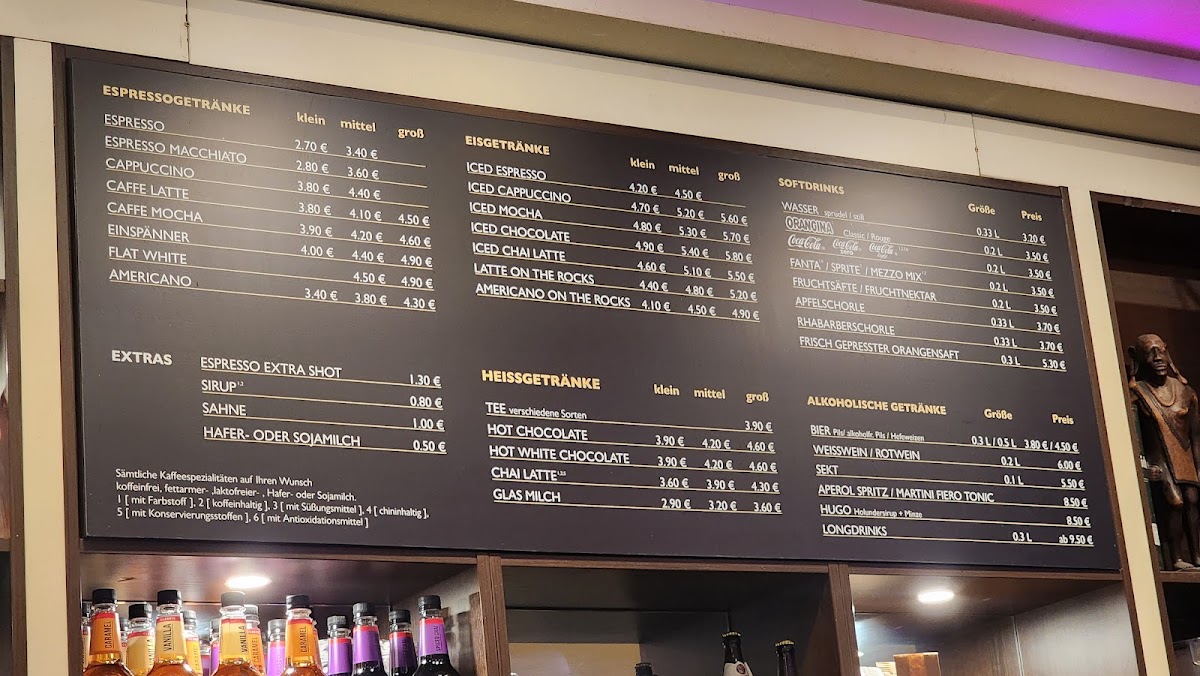 ESPRESSOGETRÄNKE klein mittel groß
ESPRESSO 2.70 € 3.40 €
ESPRESSO MACCHIATO 2.80 € 3.60 €
CAPPUCCINO 3.80 € 4.40 €
CAFFE LATTE 3.80 € 4.10 € 4.50 €
CAFFE MOCHA 3.90 € 4.20 € 4.60 €
EINSPÄNNER 4.00 € 4.40 € 4.90 €
FLAT WHITE 4.50 € 4.90 €
AMERICANO 3.40 € 3.80 € 4.30 €
EXTRAS
ESPRESSO EXTRA SHOT 1.30 €
SIRUP 1,3 0.80 €
SAHNE 1.00 €
HAFER- ODER SOJAMILCH 0.50 €
Sämtliche Kaffeespezialitäten auf Ihren Wunsch
koffeinfrei, fettarmer- ,laktofreier- , Hafer- oder Sojamilch.
1 [ mit Farbstoff ], 2 [ koffeinhaltig ], 3 [ mit Süßungsmittel ], 4 [ chininhaltig ],
5 [ mit Konservierungsstoffen ], 6 [ mit Antioxidationsmittel ]
EISGETRÄNKE klein mittel groß
ICED ESPRESSO 4.20 € 4.50 €
ICED CAPPUCCINO 4.70 € 5.20 € 5.60 €
ICED MOCHA 4.80 € 5.30 € 5.70 €
ICED CHOCOLATE 4.90 € 5.40 € 5.80 €
ICED CHAI LATTE 4.60 € 5.10 € 5.50 €
LATTE ON THE ROCKS 4.40 € 4.80 € 5.20 €
AMERICANO ON THE ROCKS 4.10 € 4.50 € 4.90 €
HEISSGETRÄNKE klein mittel groß
TEE verschiedene Sorten 3.90 €
HOT CHOCOLATE 3.90 € 4.20 € 4.60 €
HOT WHITE CHOCOLATE 3.90 € 4.20 € 4.60 €
CHAI LATTE 3.60 € 3.90 € 4.30 €
GLAS MILCH 2.90 € 3.20 € 3.60 €
SOFTDRINKS Größe Preis
WASSER sprudel / still 0.33 L 3.20 €
ORANGINA Classic / Rouge 0.2 L 3.50 €
Coca-Cola Coca-Cola zero Coca-Cola 0.2 L 3.50 €
FANTA / SPRITE / MEZZO MIX 0.2 L 3.50 €
FRUCHTSÄFTE / FRUCHTNEKTAR 0.2 L 3.50 €
APFELSCHORLE 0.33 L 3.70 €
RHABARBERSCHORLE 0.33 L 3.70 €
FRISCH GEPRESSTER ORANGENSAFT 0.3 L 5.30 €
ALKOHOLISCHE GETRÄNKE Größe Preis
BIER Pils/ alkoholfr. Pils / Hefeweizen 0.3 L / 0.5 L 3.80 € / 4.50 €
WEISSWEIN / ROTWEIN 0.2 L 6.00 €
SEKT 0.1 L 5.50 €
APEROL SPRITZ / MARTINI FIERO TONIC 8.50 €
HUGO Holundersirup + Minze 8.50 €
LONGDRINKS 0.3 L ab 9.50 €
CARAMEL
VANILLA
VANILLA
CARAMEL